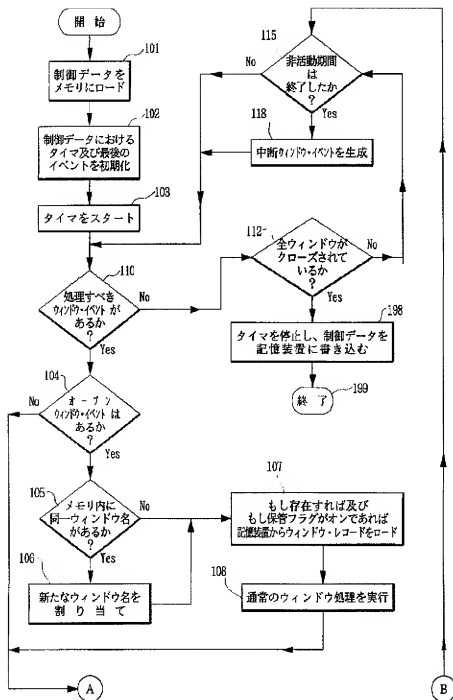 開始
101
制御データを
メモリにロード
102
制御データにおける
タイマ及び最後の
イベントを初期化
103
タイマをスタート
110
処理すべき
ウィンドウ・イベントが
あるか
?
No
Yes
115
非活動期間
は
終了したか
?
No
Yes
118
中断ウィンドウ・イベントを生成
112
全ウィンドウが
クローズされて
いるか
?
No
Yes
198
タイマを停止し、制御データを
記憶装置に書き込む
終了
199
104
オープン
ウィンドウ・イベントは
あるか
?
No
Yes
105
メモリ内に
同一ウィンドウ名
があるか
?
No
Yes
106
新たなウィンドウ名を
割り当て
107
もし存在すれば及び
もし保管フラグがオンであれば
記憶装置からウィンドウ・レコードをロード
108
通常のウィンドウ処理を実行
A
B